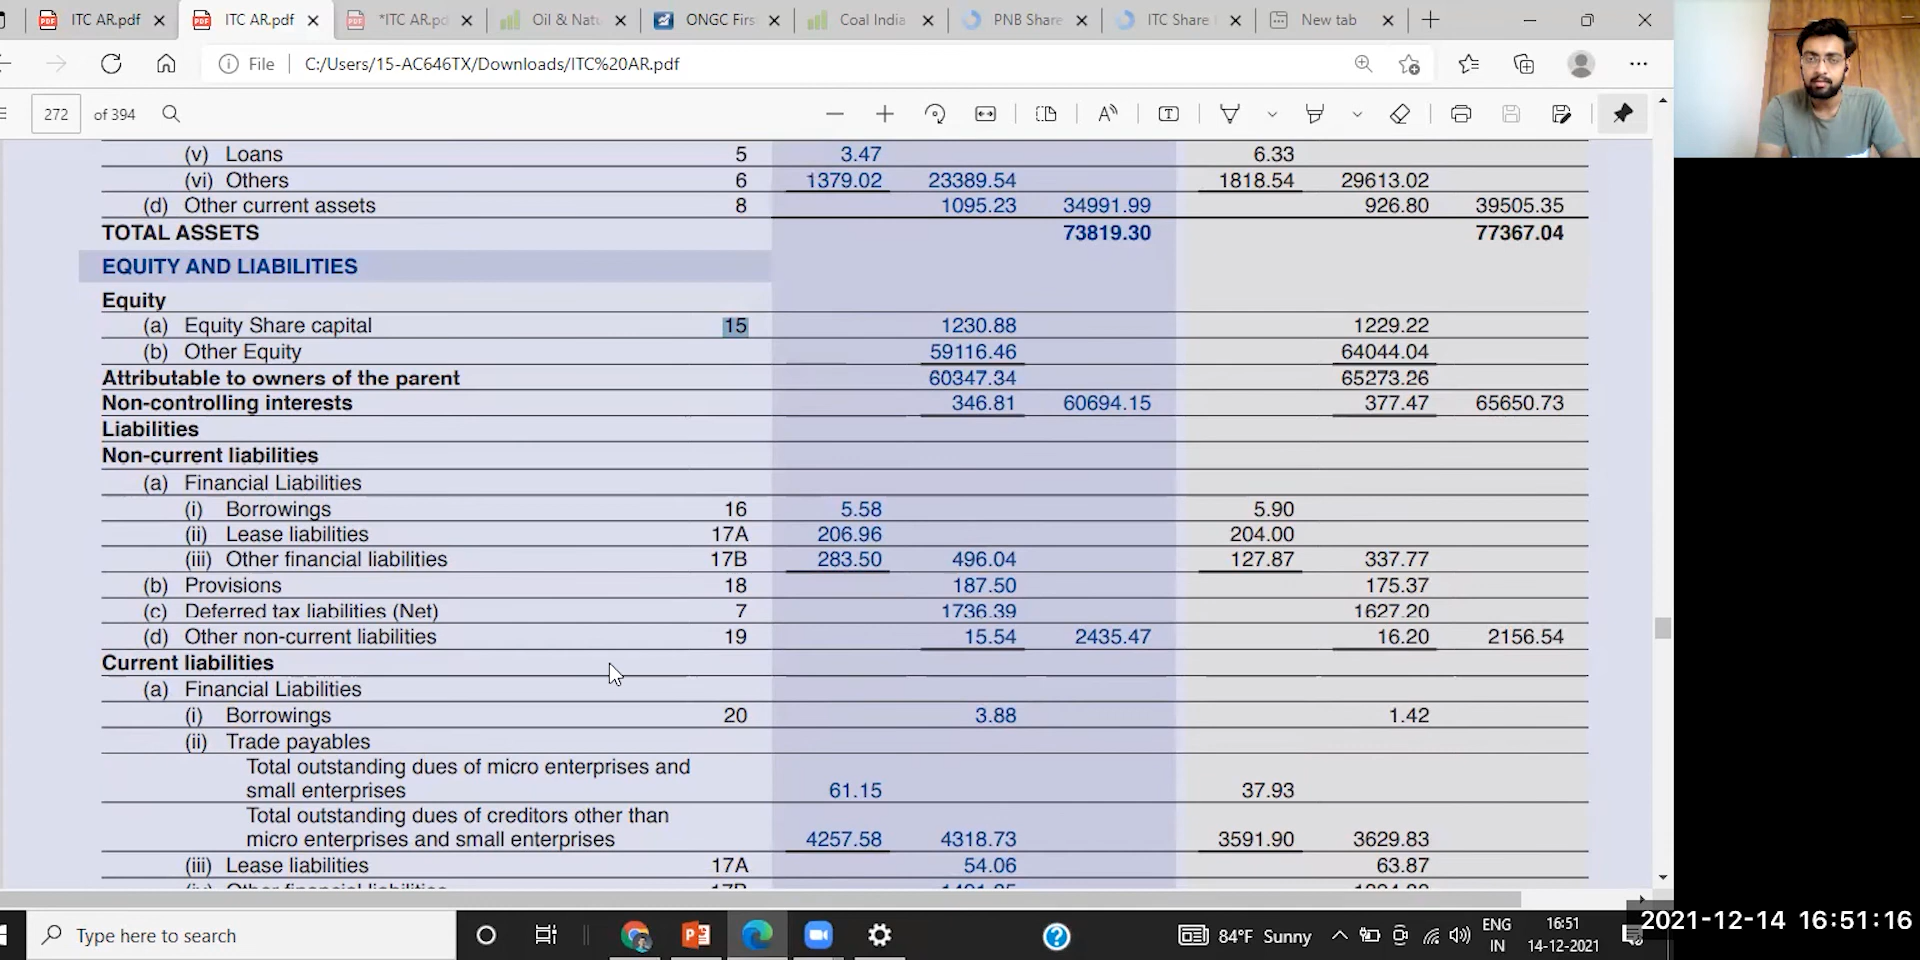 ITC AR.pdf
ITC AR.pdf
*ITC AR.pd
Oil & Natu
ONGC Firs
Coal India
PNB Share
ITC Share
New tab
File
C:/Users/15-AC646TX/Downloads/ITC%20AR.pdf
272 of 394
(v) Loans 5 3.47 6.33
(vi) Others 6 1379.02 23389.54 1818.54 29613.02
(d) Other current assets 8 1095.23 34991.99 926.80 39505.35
TOTAL ASSETS 73819.30 77367.04
EQUITY AND LIABILITIES
Equity
(a) Equity Share capital 15 1230.88 1229.22
(b) Other Equity 59116.46 64044.04
Attributable to owners of the parent 60347.34 65273.26
Non-controlling interests 346.81 60694.15 377.47 65650.73
Liabilities
Non-current liabilities
(a) Financial Liabilities
(i) Borrowings 16 5.58 5.90
(ii) Lease liabilities 17A 206.96 204.00
(iii) Other financial liabilities 17B 283.50 496.04 127.87 337.77
(b) Provisions 18 187.50 175.37
(c) Deferred tax liabilities (Net) 7 1736.39 1627.20
(d) Other non-current liabilities 19 15.54 2435.47 16.20 2156.54
Current liabilities
(a) Financial Liabilities
(i) Borrowings 20 3.88 1.42
(ii) Trade payables
Total outstanding dues of micro enterprises and
small enterprises 61.15 37.93
Total outstanding dues of creditors other than
micro enterprises and small enterprises 4257.58 4318.73 3591.90 3629.83
(iii) Lease liabilities 17A 54.06 63.87
Type here to search
84°F Sunny
ENG
IN
16:51
14-12-2021
2021-12-14 16:51:16